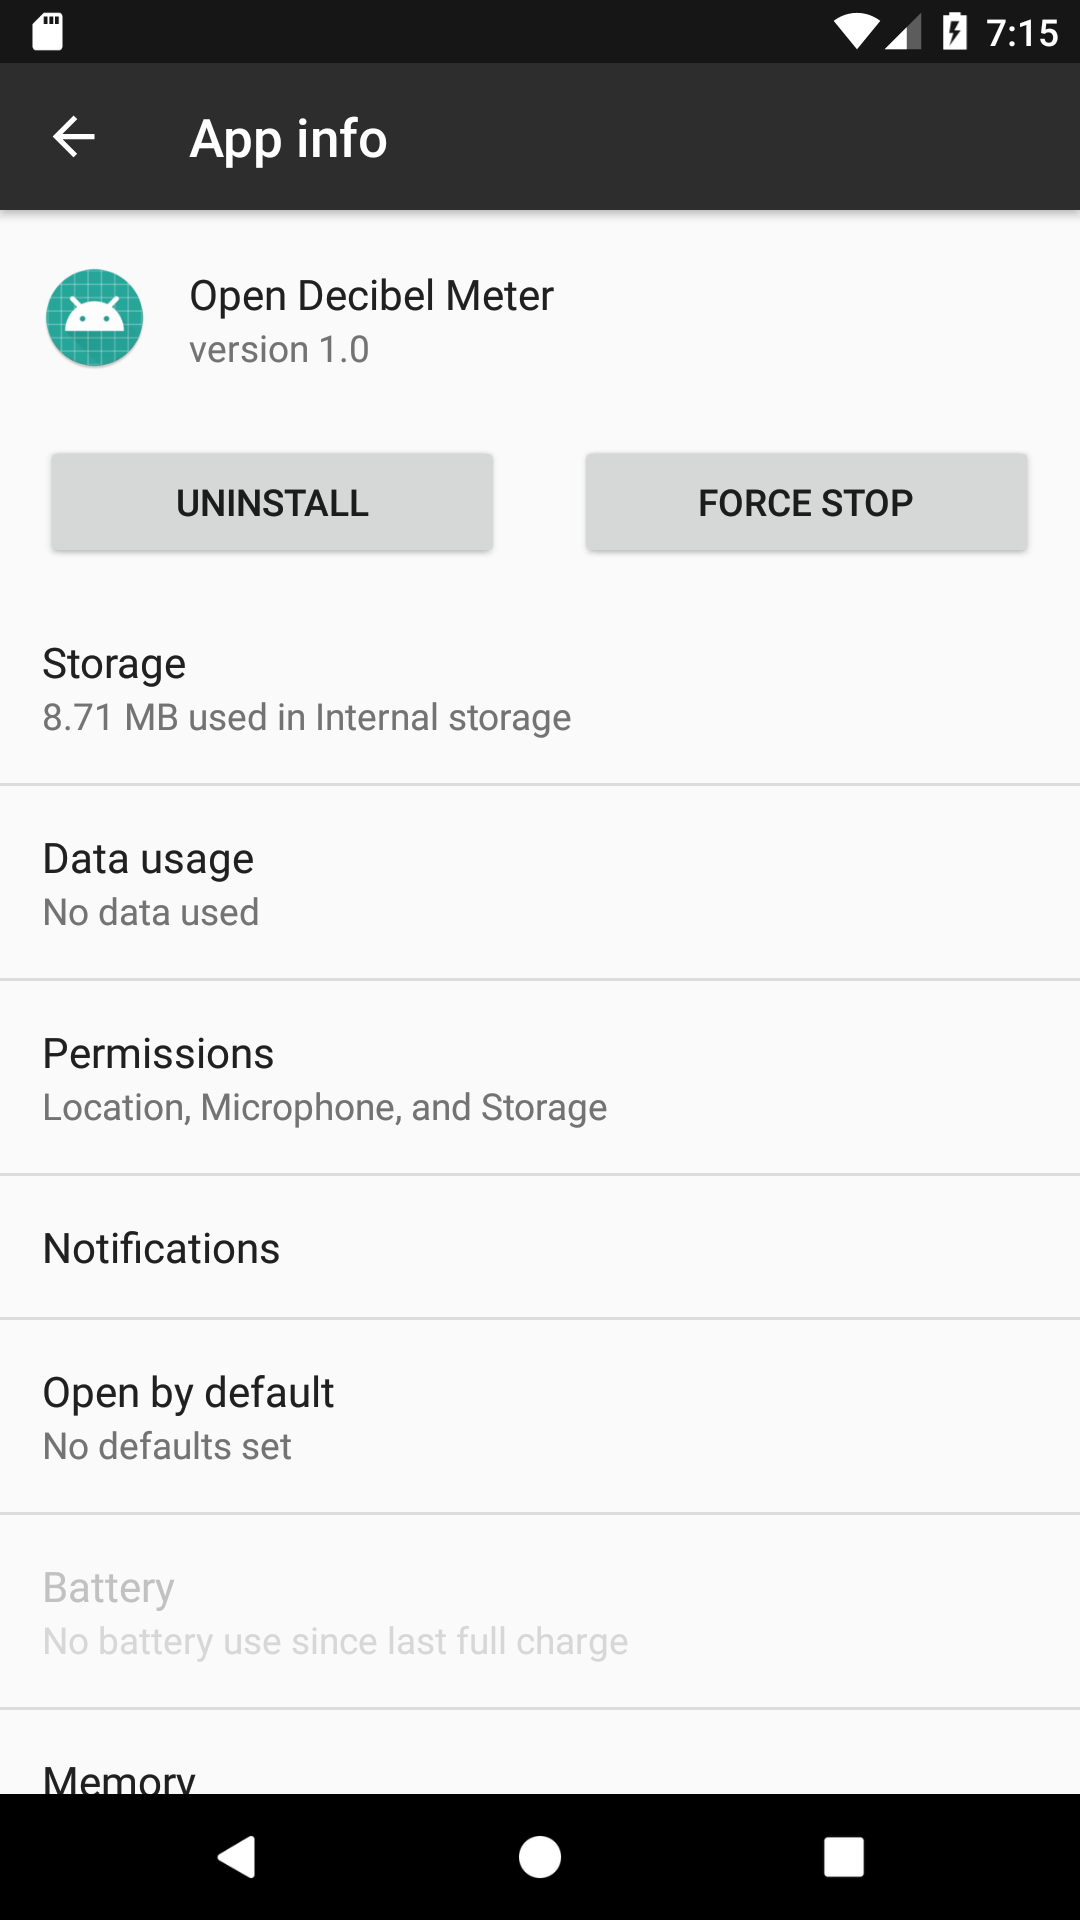 7:15
App info
Open Decibel Meter
version 1.0
UNINSTALL
FORCE STOP
Storage
8.71 MB used in Internal storage
Data usage
No data used
Permissions
Location, Microphone, and Storage
Notifications
Open by default
No defaults set
Battery
No battery use since last full charge
Memory